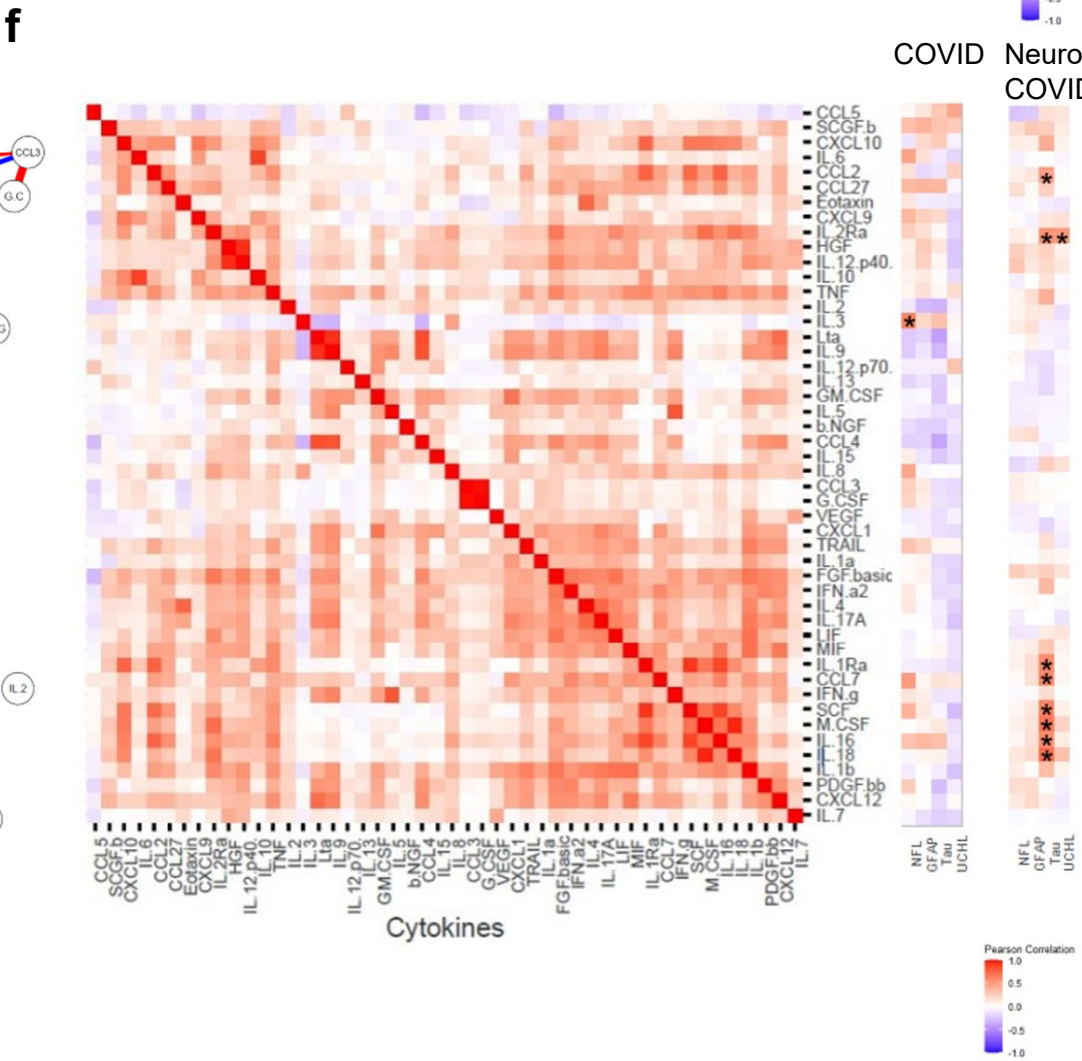 f
-1.0
COVID Neuro
COVID
CCL3
G.C
G
IL.2
CCL5
SCGF.b
CXCL10
IL.6
CCL2
CCL27
Eotaxin
CXCL9
IL.2Ra
HGF
IL.12.p40.
IL.10
TNF
IL.2
IL.3
Lta
IL.9
IL.12.p70.
IL.13
GM.CSF
IL.5
b.NGF
CCL4
IL.15
IL.8
CCL3
G.CSF
VEGF
CXCL1
TRAIL
IL.1a
FGF.basic
IFN.a2
IL.4
IL.17A
LIF
MIF
IL.1Ra
CCL7
IFN.g
SCF
M.CSF
IL.16
IL.18
IL.1b
PDGF.bb
CXCL12
IL.7
*
*
**
*
*
*
*
*
*
CCL5
SCGF.b
CXCL10
IL.6
CCL2
CCL27
Eotaxin
CXCL9
IL.2Ra
HGF
IL.12.p40.
IL.10
TNF
IL.2
IL.3
Lta
IL.9
IL.12.p70.
IL.13
GM.CSF
IL.5
b.NGF
CCL4
IL.15
IL.8
CCL3
G.CSF
VEGF
CXCL1
TRAIL
IL.1a
FGF.basic
IFN.a2
IL.4
IL.17A
LIF
MIF
IL.1Ra
CCL7
IFN.g
SCF
M.CSF
IL.16
IL.18
IL.1b
PDGF.bb
CXCL12
IL.7
NFL
GFAP
Tau
UCHL
NFL
GFAP
Tau
UCHL
Cytokines
Pearson Correlation
1.0
0.5
0.0
-0.5
-1.0